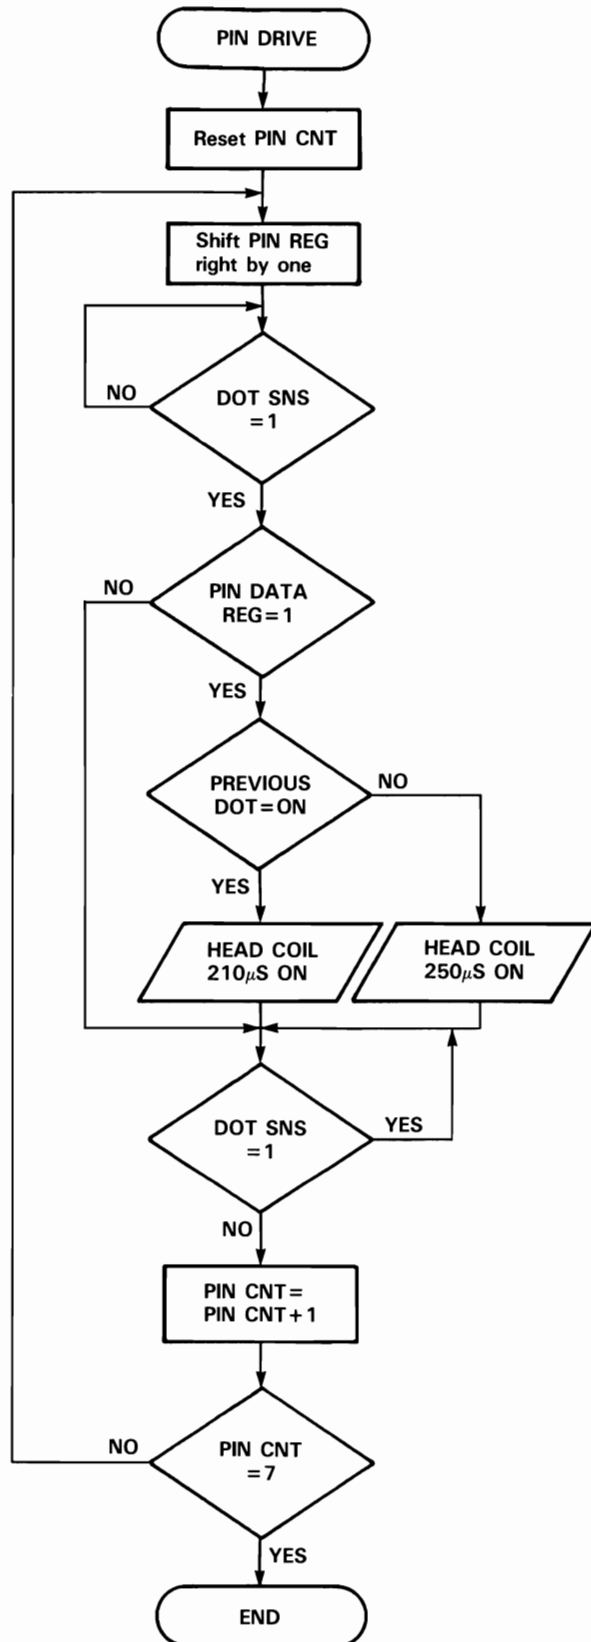 PIN DRIVE
Reset PIN CNT
Shift PIN REG
right by one
NO
DOT SNS
=1
YES
NO
PIN DATA
REG=1
YES
PREVIOUS
DOT=ON
NO
YES
HEAD COIL
210μS ON
HEAD COIL
250μS ON
DOT SNS
=1
YES
NO
PIN CNT=
PIN CNT+1
NO
PIN CNT
=7
YES
END